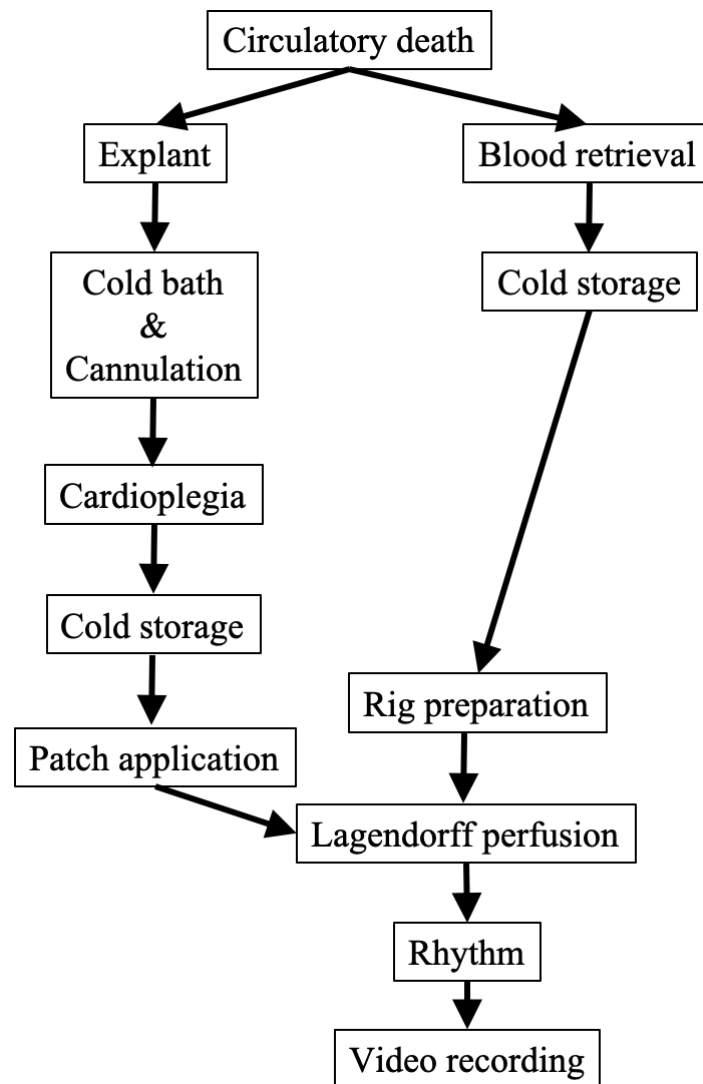 Circulatory death
Explant
Blood retrieval
Cold bath
&
Cannulation
Cold storage
Cardioplegia
Cold storage
Rig preparation
Patch application
Lagendorff perfusion
Rhythm
Video recording